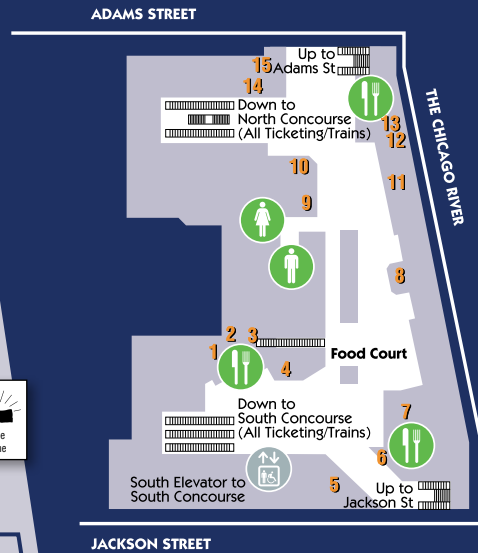 ADAMS STREET
Up to
Adams St
15
14
Down to
North Concourse
(All Ticketing/Trains)
13
12
THE CHICAGO RIVER
10
11
9
8
2
3
1
Food Court
4
Down to
South Concourse
(All Ticketing/Trains)
7
6
South Elevator to
South Concourse
5
Up to
Jackson St
JACKSON STREET